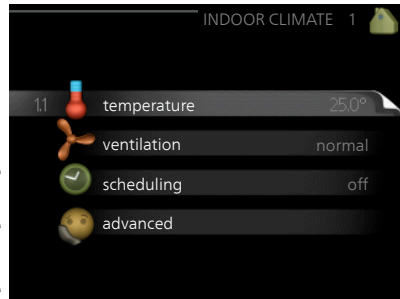 INDOOR CLIMATE 1
1.1 temperature 25.0°
ventilation normal
scheduling off
advanced